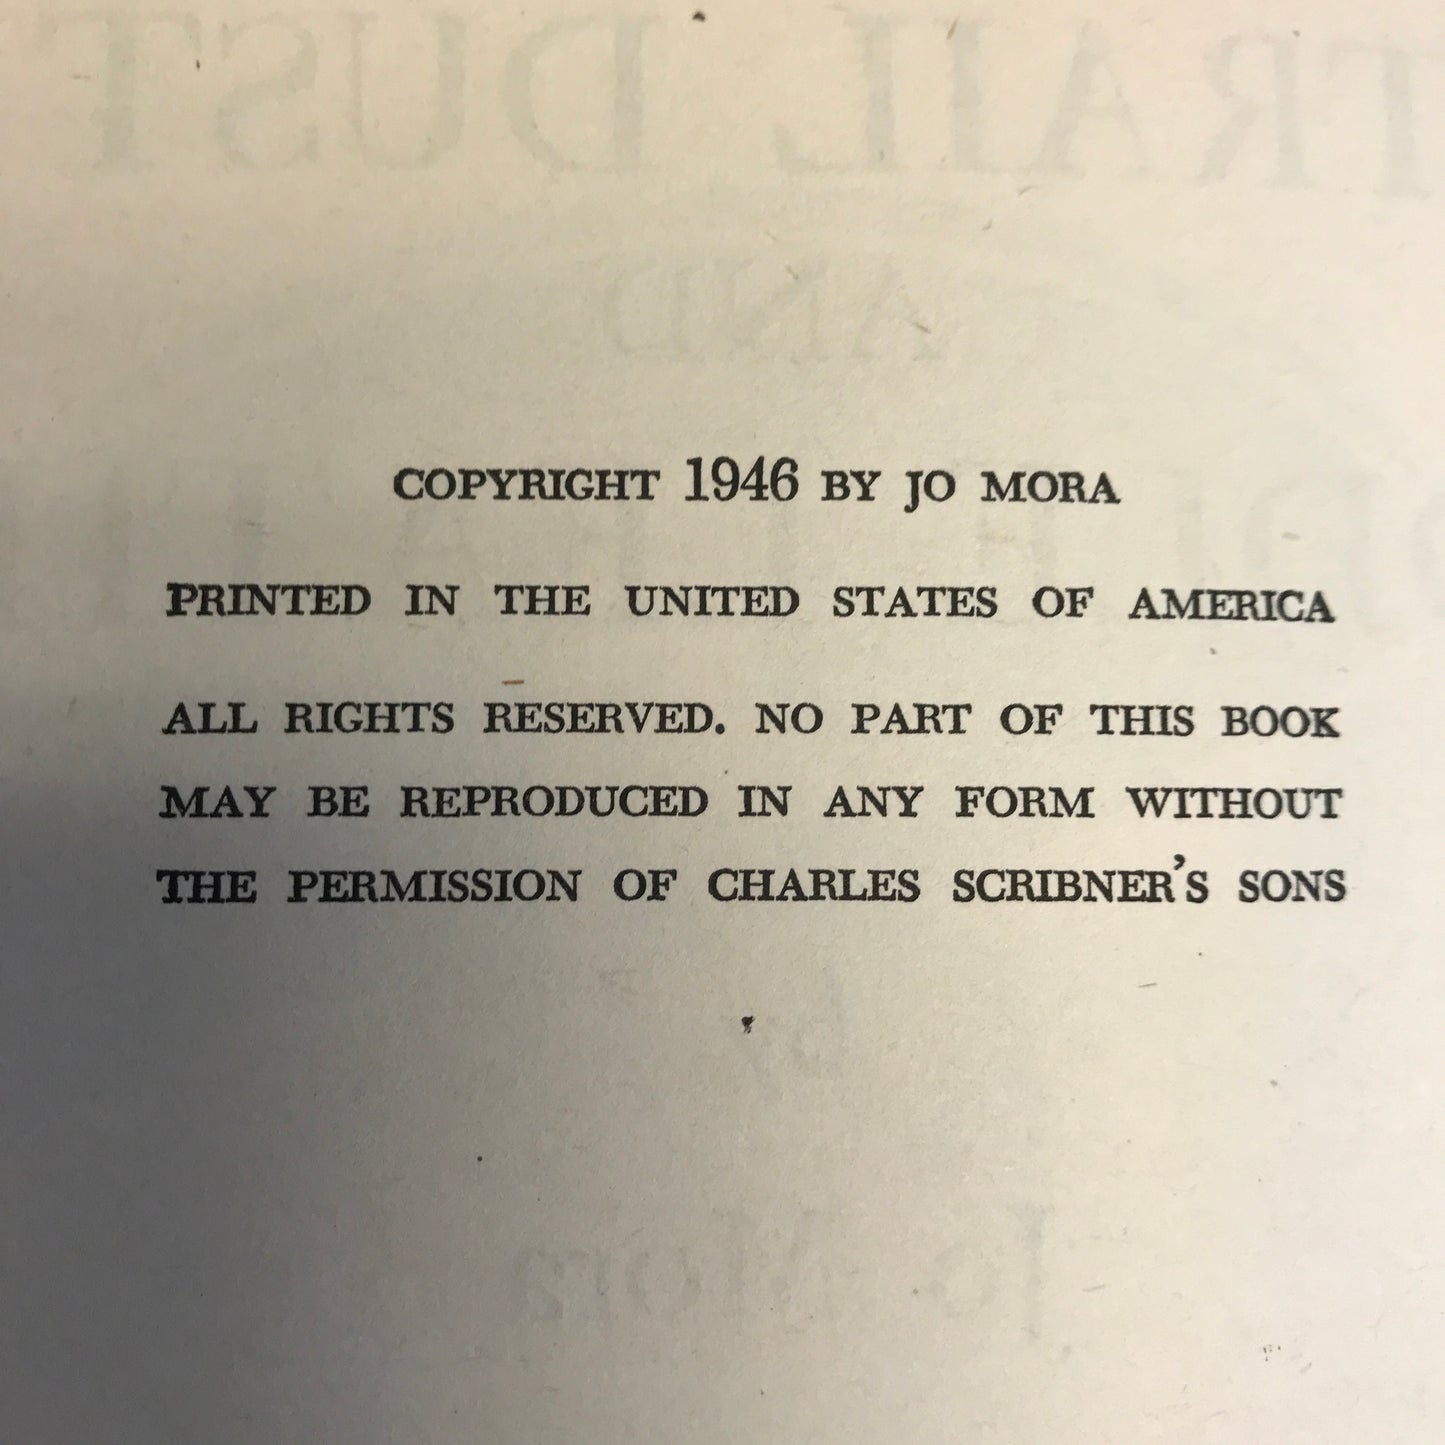 COPYRIGHT 1946 BY JO MORA
PRINTED IN THE UNITED STATES OF AMERICA
ALL RIGHTS RESERVED. NO PART OF THIS BOOK
MAY BE REPRODUCED IN ANY FORM WITHOUT
THE PERMISSION OF CHARLES SCRIBNER'S SONS